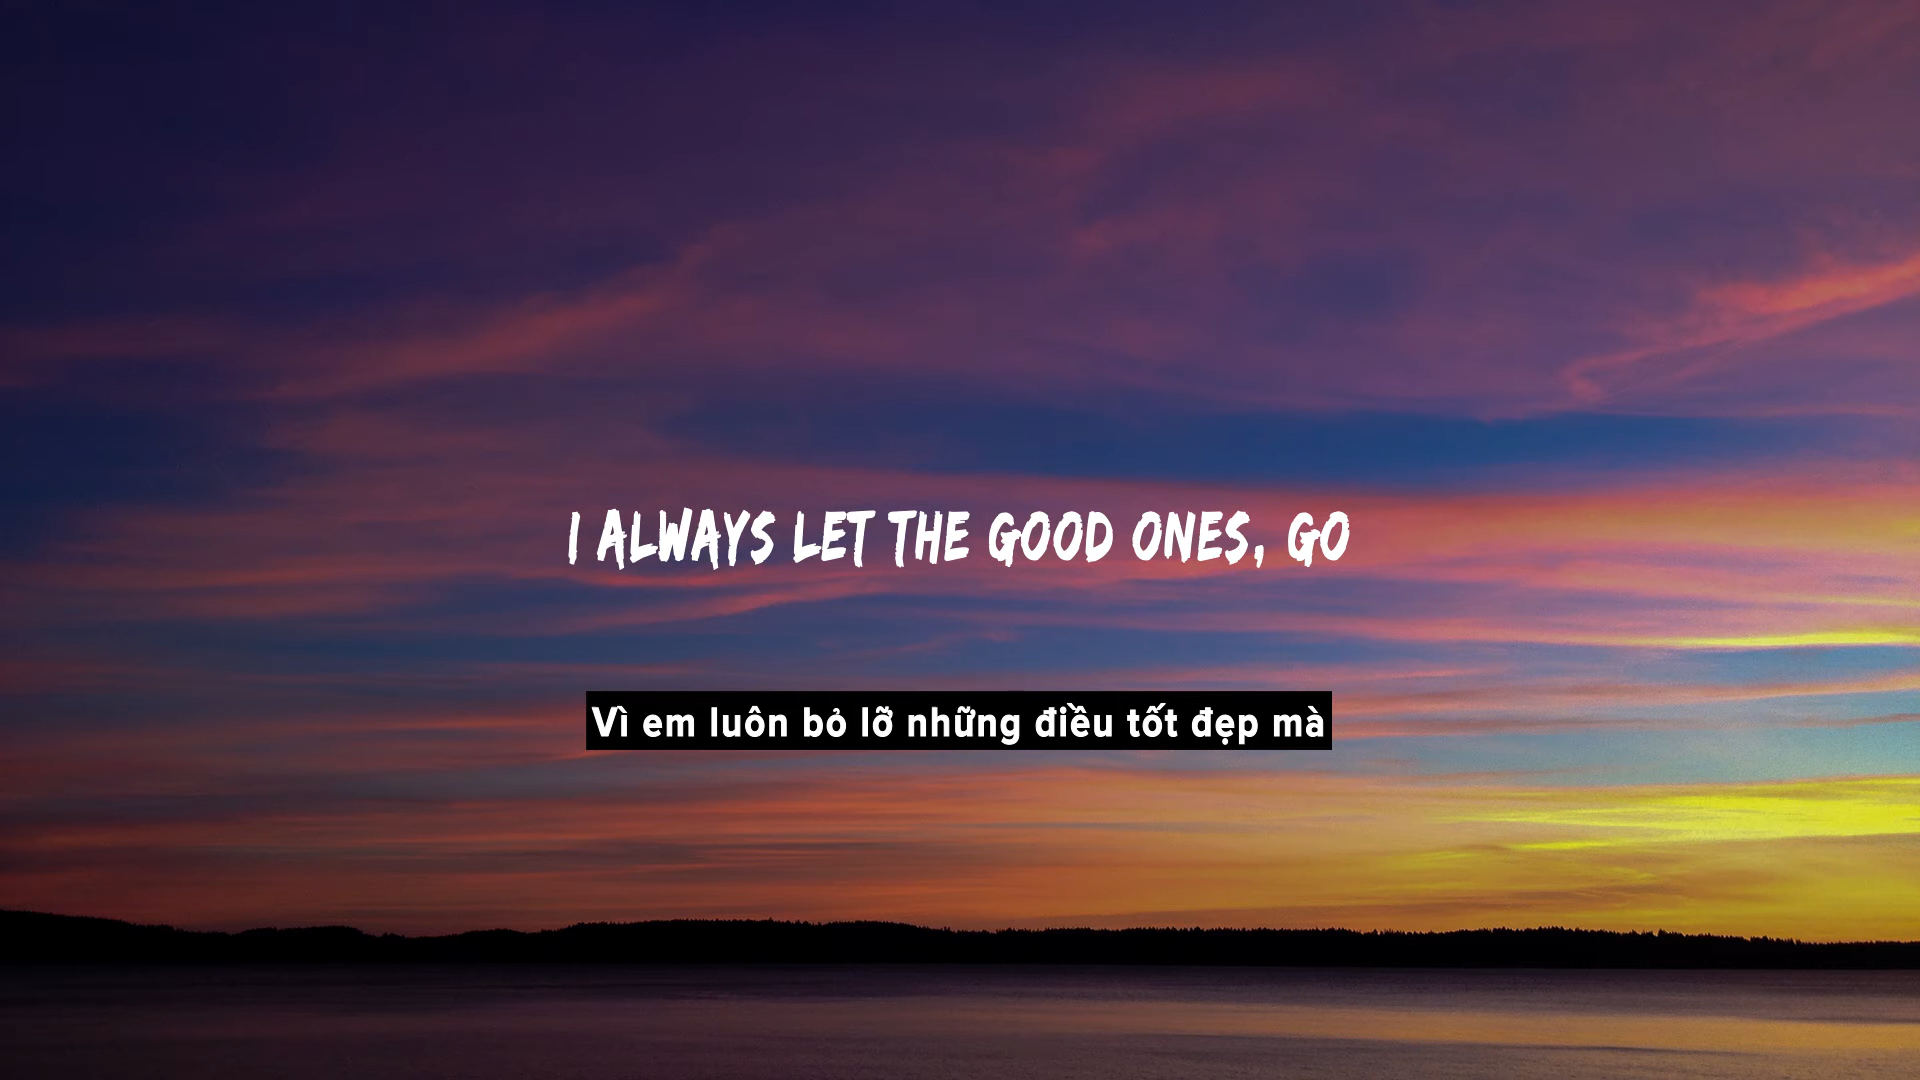 I ALWAYS LET THE GOOD ONES, GO
Vì em luôn bỏ lỡ những điều tốt đẹp mà